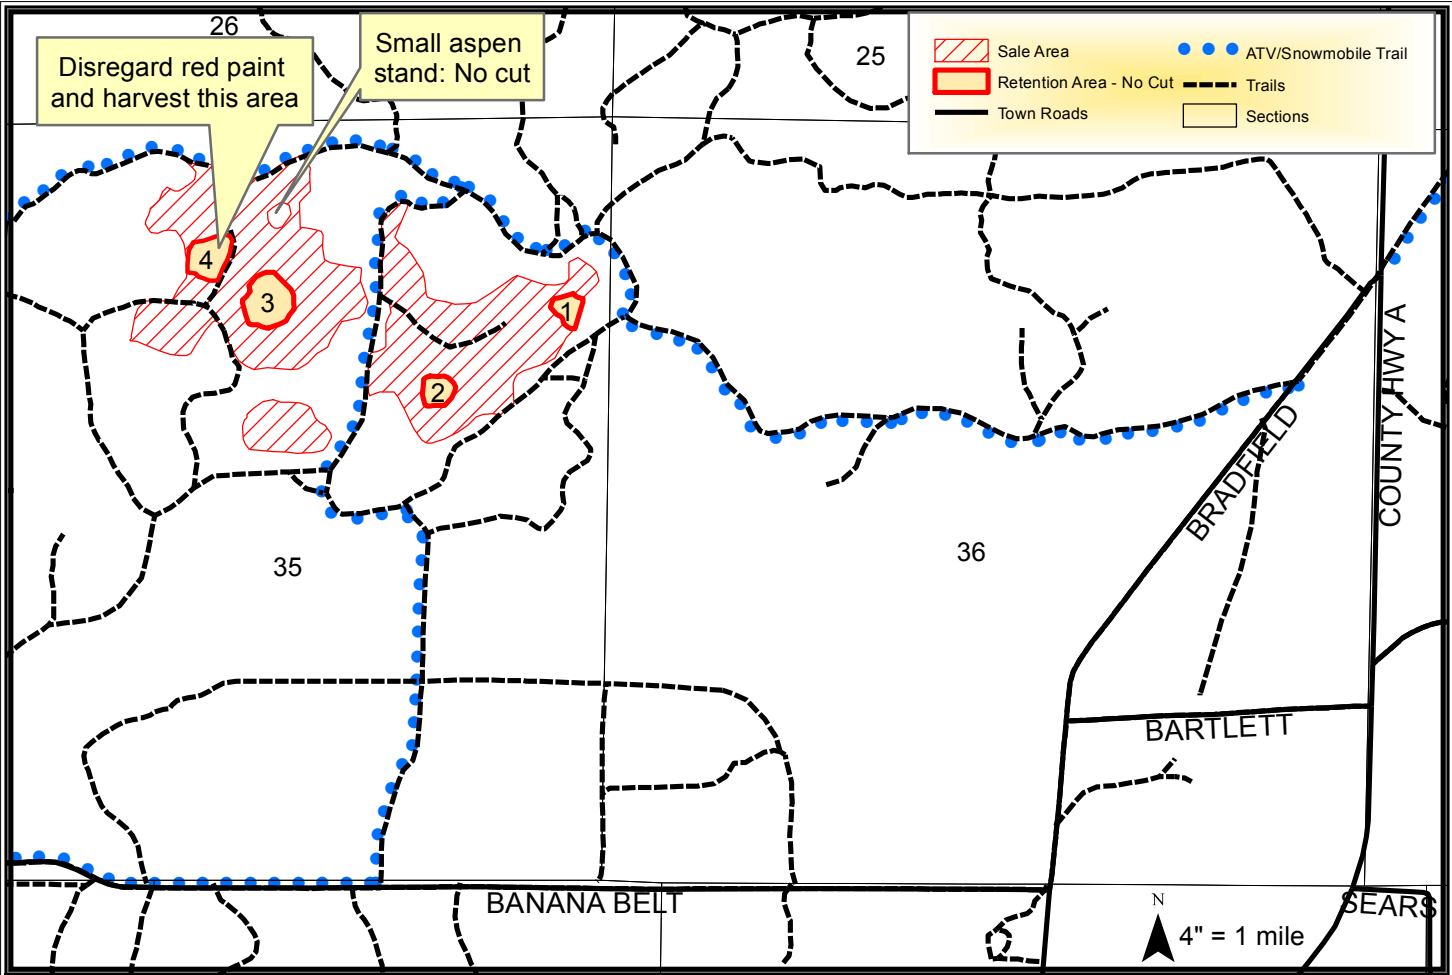 26
Disregard red paint
and harvest this area
Small aspen
stand: No cut
25
Sale Area
Retention Area - No Cut
Town Roads
ATV/Snowmobile Trail
Trails
Sections
4
3
1
2
35
36
BRADFIELD
COUNTY HWY A
BARTLETT
BANANA BELT
SEARS
N
4" = 1 mile